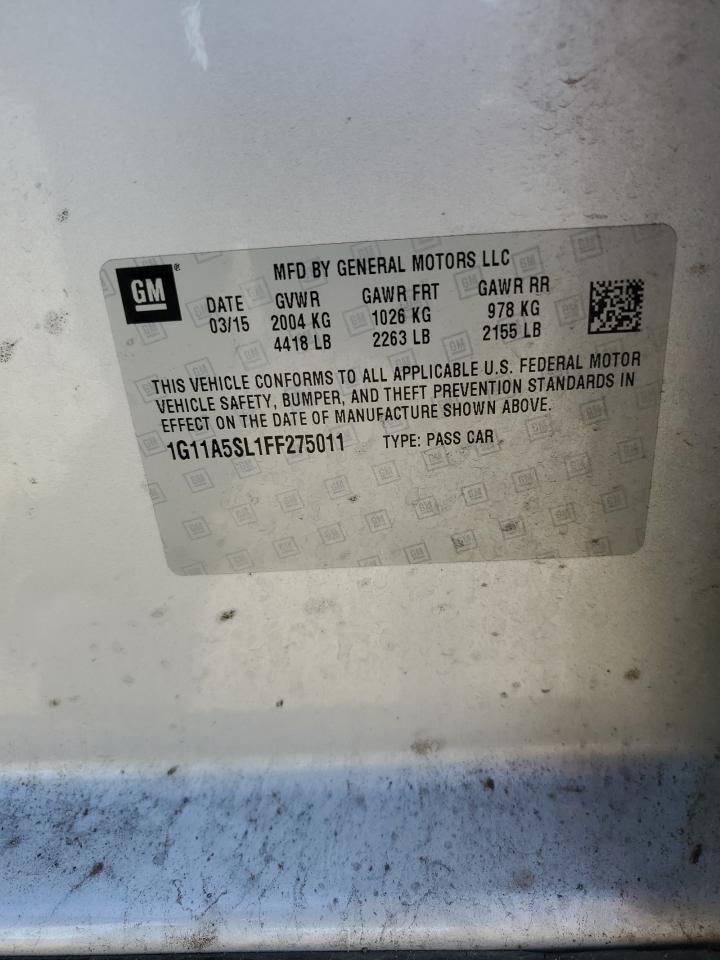 GM®
MFD BY GENERAL MOTORS LLC
DATE GVWR GAWR FRT GAWR RR
03/15 2004 KG 1026 KG 978 KG
4418 LB 2263 LB 2155 LB
THIS VEHICLE CONFORMS TO ALL APPLICABLE U.S. FEDERAL MOTOR
VEHICLE SAFETY, BUMPER, AND THEFT PREVENTION STANDARDS IN
EFFECT ON THE DATE OF MANUFACTURE SHOWN ABOVE.
1G11A5SL1FF275011 TYPE: PASS CAR